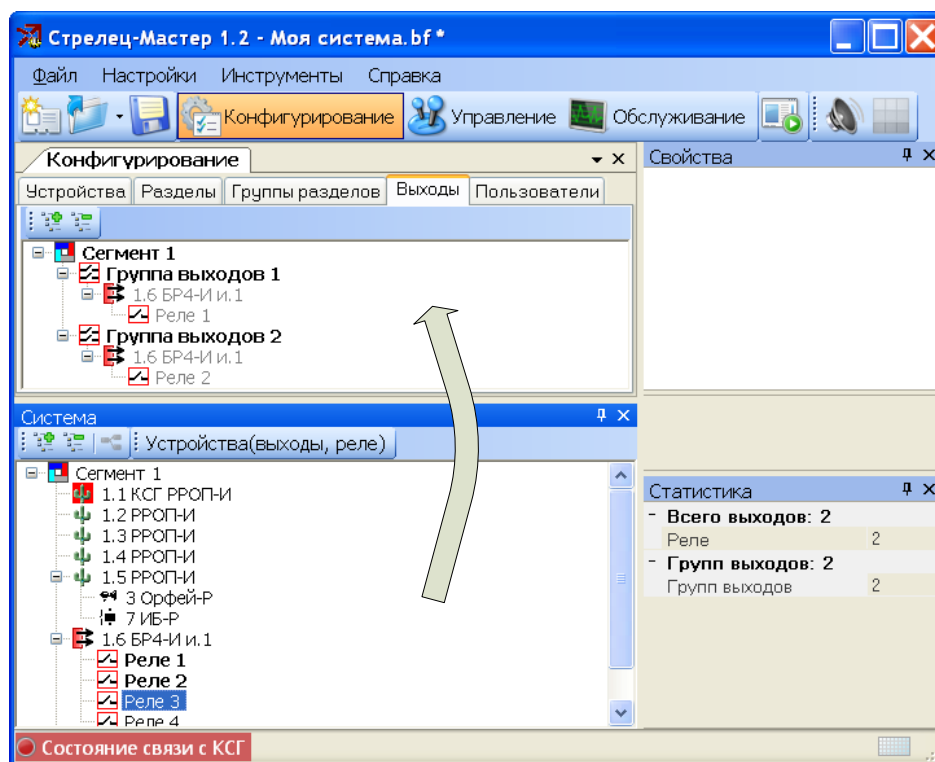 Стрелец-Мастер 1.2 - Моя система.bf *
Файл Настройки Инструменты Справка
Конфигурирование Управление Обслуживание
Конфигурирование
Устройства Разделы Группы разделов Выходы Пользователи
Сегмент 1
Группа выходов 1
1.6 БР4-И и.1
Реле 1
Группа выходов 2
1.6 БР4-И и.1
Реле 2
Свойства
Система
Устройства(выходы, реле)
Сегмент 1
1.1 КСГ РРОП-И
1.2 РРОП-И
1.3 РРОП-И
1.4 РРОП-И
1.5 РРОП-И
3 Орфей-Р
7 ИБ-Р
1.6 БР4-И и.1
Реле 1
Реле 2
Реле 3
Реле 4
Статистика
Всего выходов: 2
Реле 2
Групп выходов: 2
Групп выходов 2
Состояние связи с КСГ